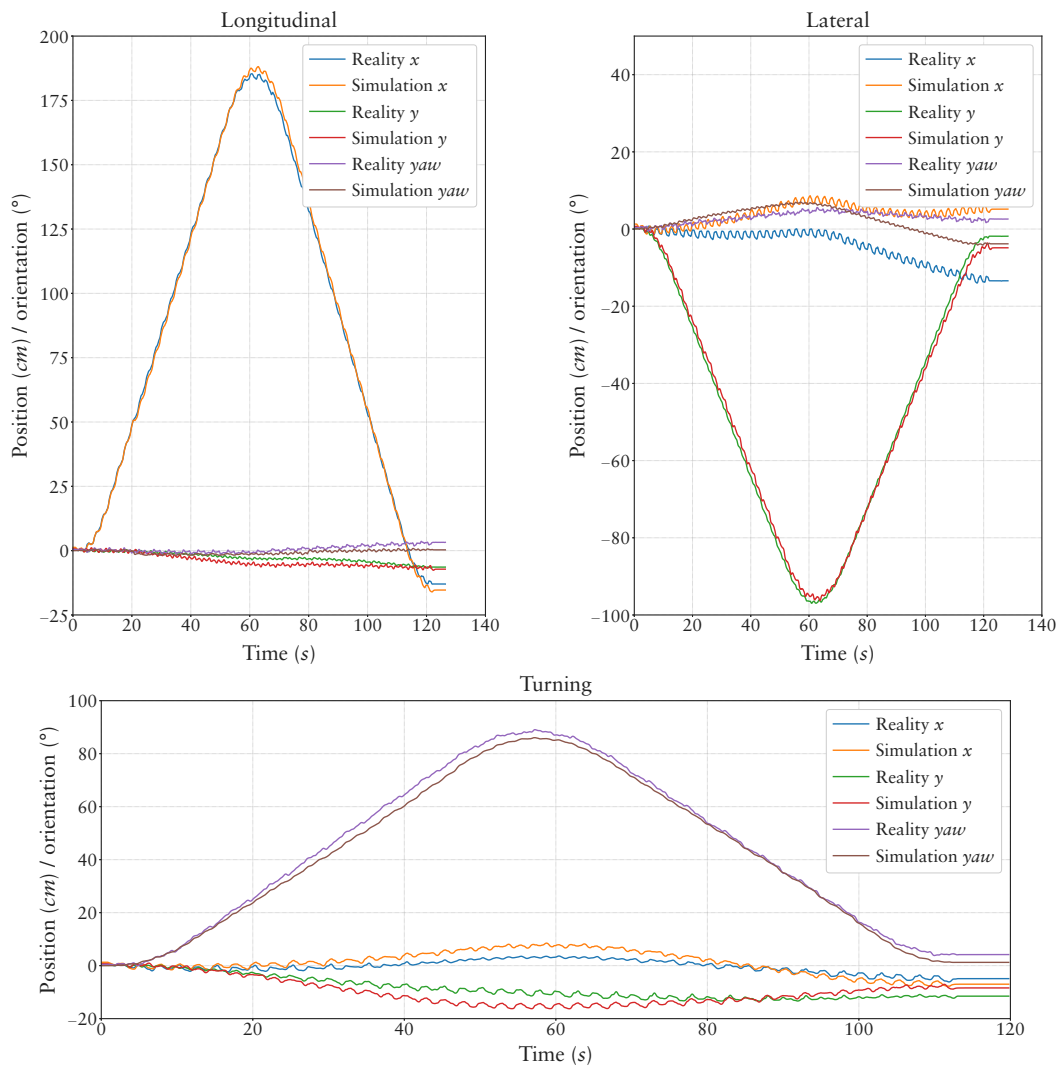 Longitudinal
Position (cm) / orientation (°)
200
175
150
125
100
75
50
25
0
−25
0 20 40 60 80 100 120 140
Time (s)
Reality x
Simulation x
Reality y
Simulation y
Reality yaw
Simulation yaw
Lateral
Position (cm) / orientation (°)
40
20
0
−20
−40
−60
−80
−100
0 20 40 60 80 100 120 140
Time (s)
Reality x
Simulation x
Reality y
Simulation y
Reality yaw
Simulation yaw
Turning
Position (cm) / orientation (°)
100
80
60
40
20
0
−20
0 20 40 60 80 100 120
Time (s)
Reality x
Simulation x
Reality y
Simulation y
Reality yaw
Simulation yaw